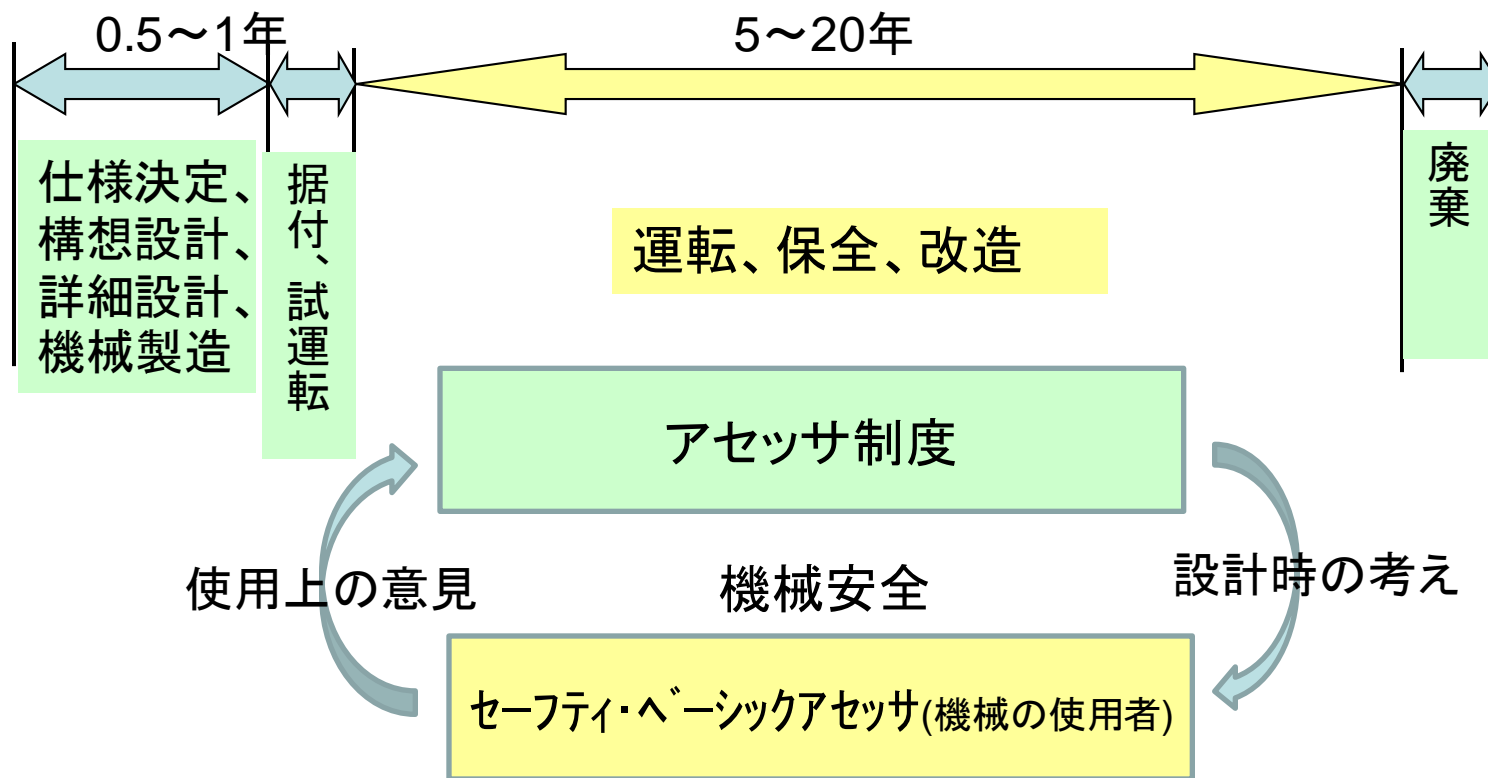 0.5～1年
5～20年
仕様決定、
構想設計、
詳細設計、
機械製造
据付、試運転
運転、保全、改造
廃棄
アセッサ制度
使用上の意見
機械安全
設計時の考え
セーフティ・ベーシックアセッサ(機械の使用者)